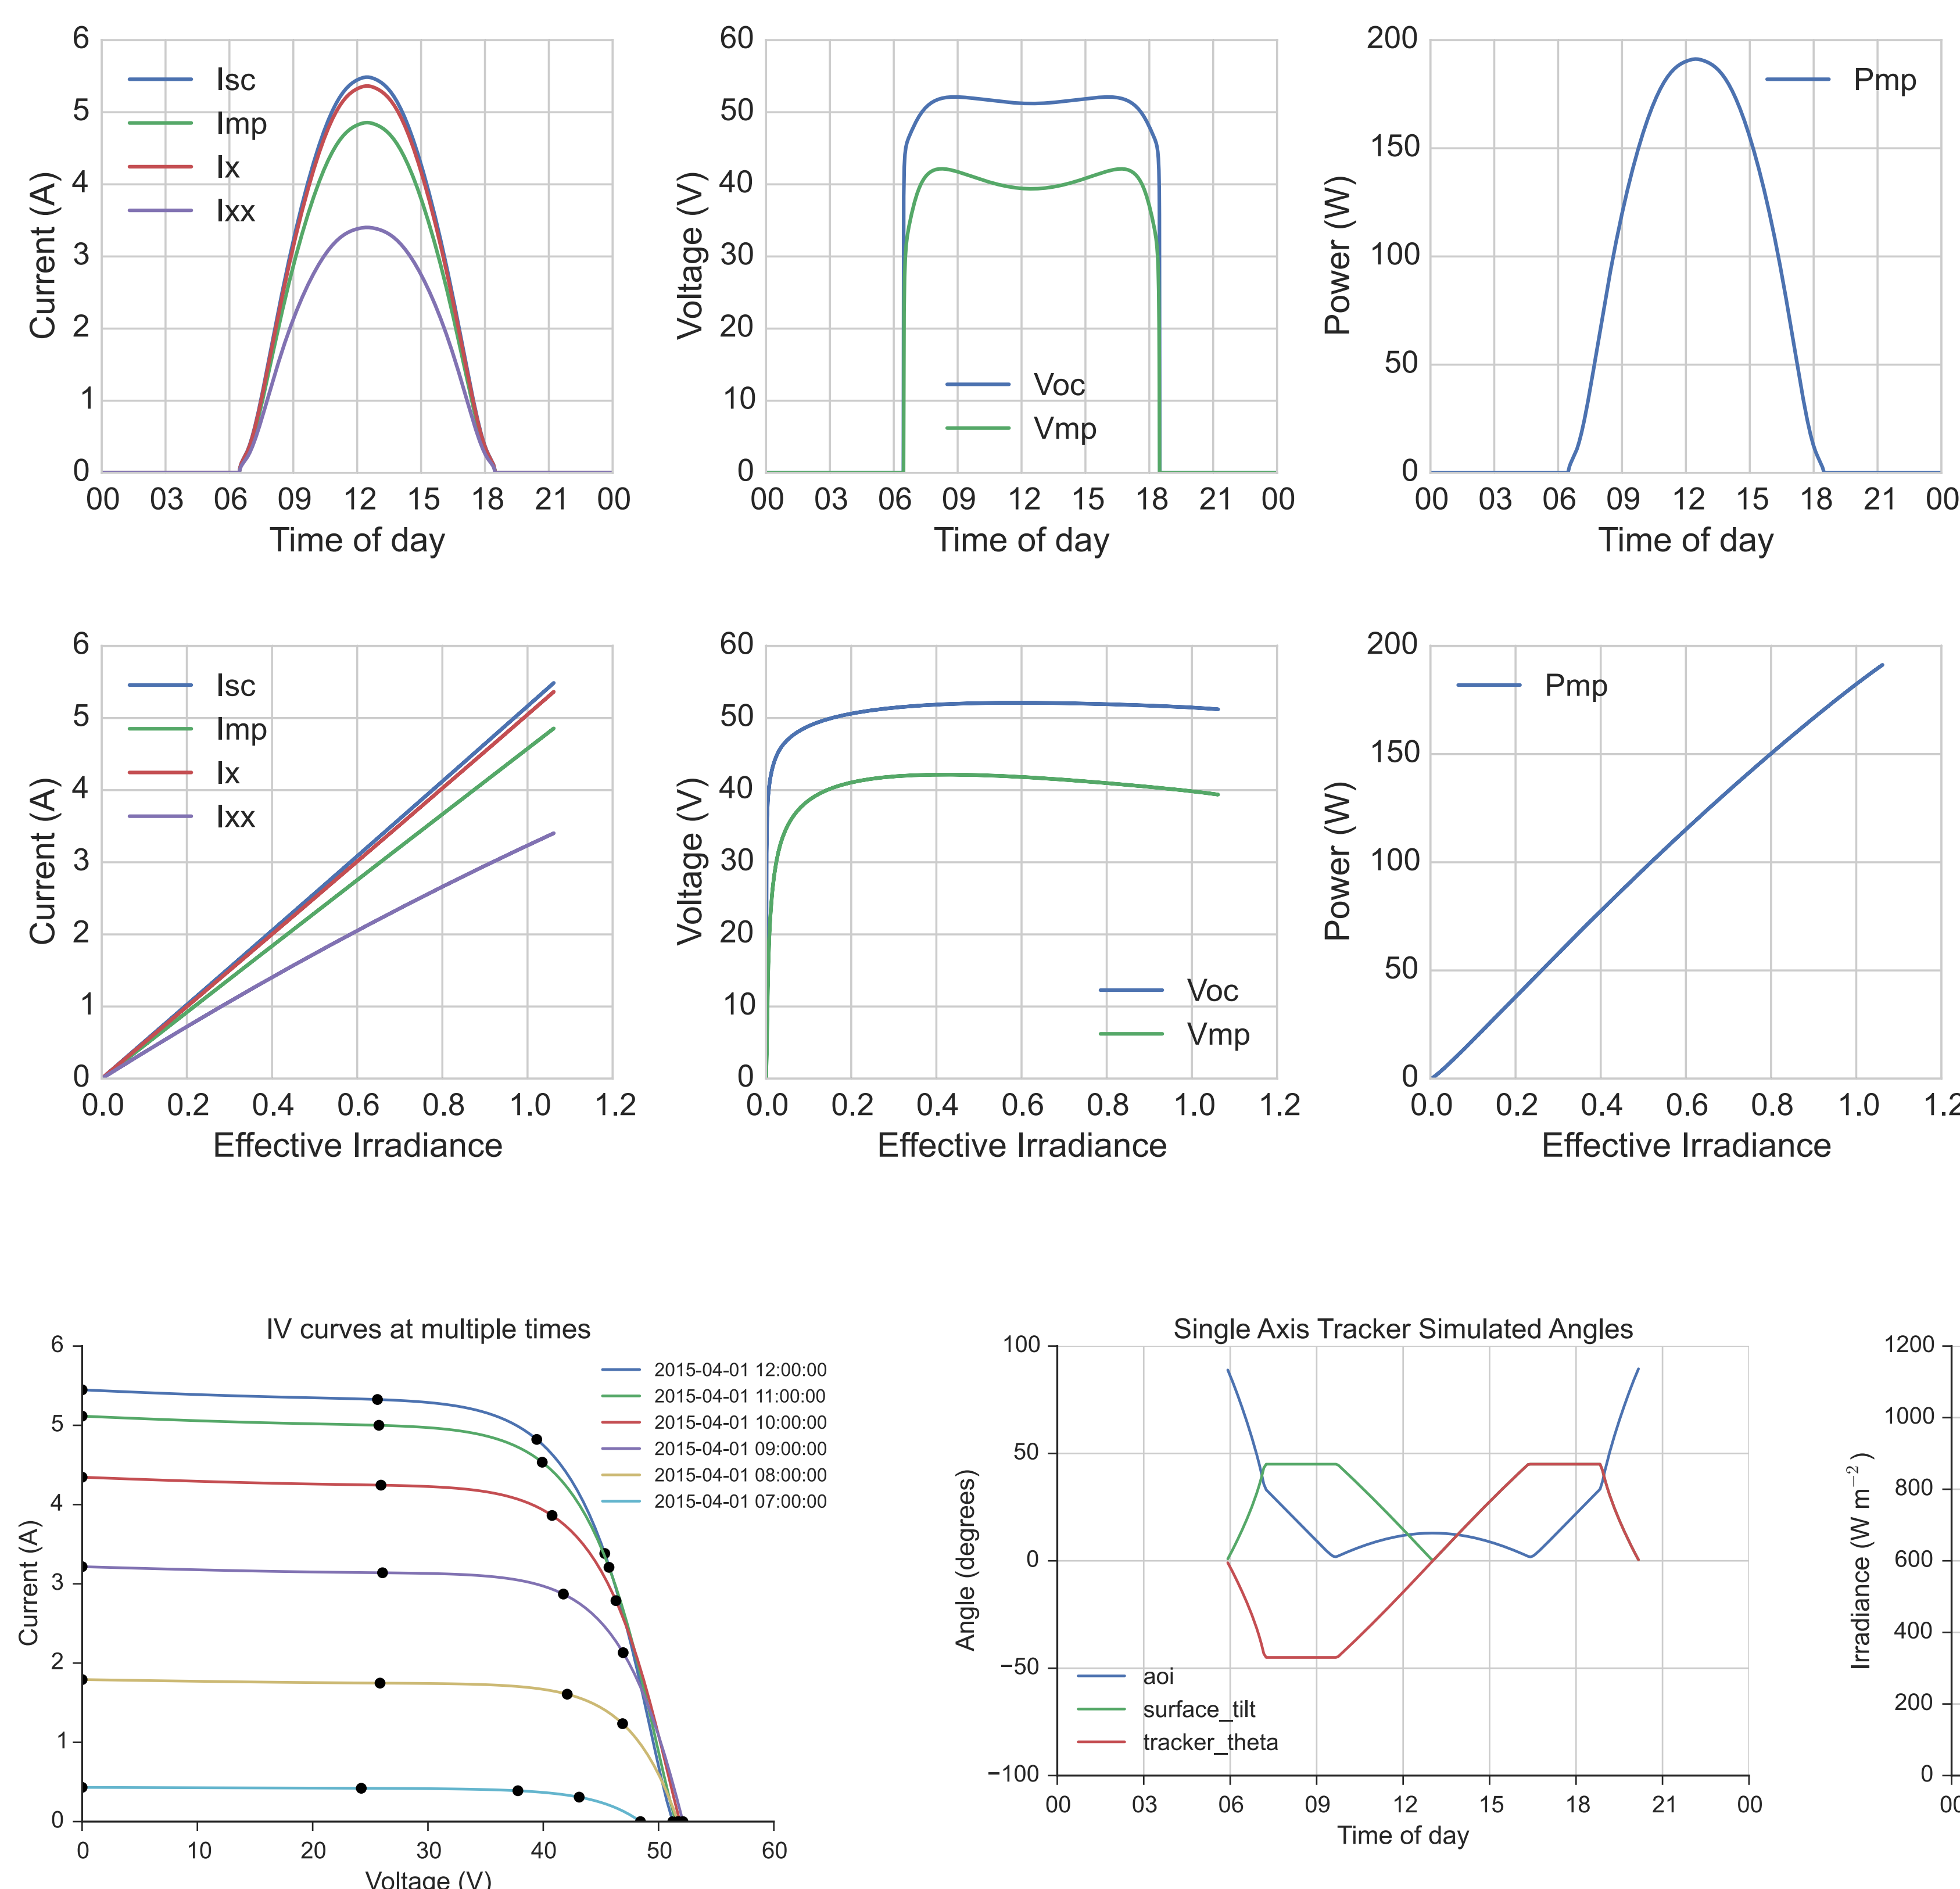 6
5
4
3
2
1
0
Current (A)
Isc
Imp
Ix
Ixx
00 03 06 09 12 15 18 21 00
Time of day
60
50
40
30
20
10
0
Voltage (V)
Voc
Vmp
00 03 06 09 12 15 18 21 00
Time of day
200
150
100
50
0
Power (W)
Pmp
00 03 06 09 12 15 18 21 00
Time of day
6
5
4
3
2
1
0
Current (A)
Isc
Imp
Ix
Ixx
0.0 0.2 0.4 0.6 0.8 1.0 1.2
Effective Irradiance
60
50
40
30
20
10
0
Voltage (V)
Voc
Vmp
0.0 0.2 0.4 0.6 0.8 1.0 1.2
Effective Irradiance
200
150
100
50
0
Power (W)
Pmp
0.0 0.2 0.4 0.6 0.8 1.0 1.2
Effective Irradiance
IV curves at multiple times
6
5
4
3
2
1
0
Current (A)
2015-04-01 12:00:00
2015-04-01 11:00:00
2015-04-01 10:00:00
2015-04-01 09:00:00
2015-04-01 08:00:00
2015-04-01 07:00:00
0 10 20 30 40 50 60
Voltage (V)
Single Axis Tracker Simulated Angles
100
50
0
−50
−100
Angle (degrees)
aoi
surface_tilt
tracker_theta
00 03 06 09 12 15 18 21 00
Time of day
1200
1000
800
600
400
200
0
Irradiance (W m⁻²)
00